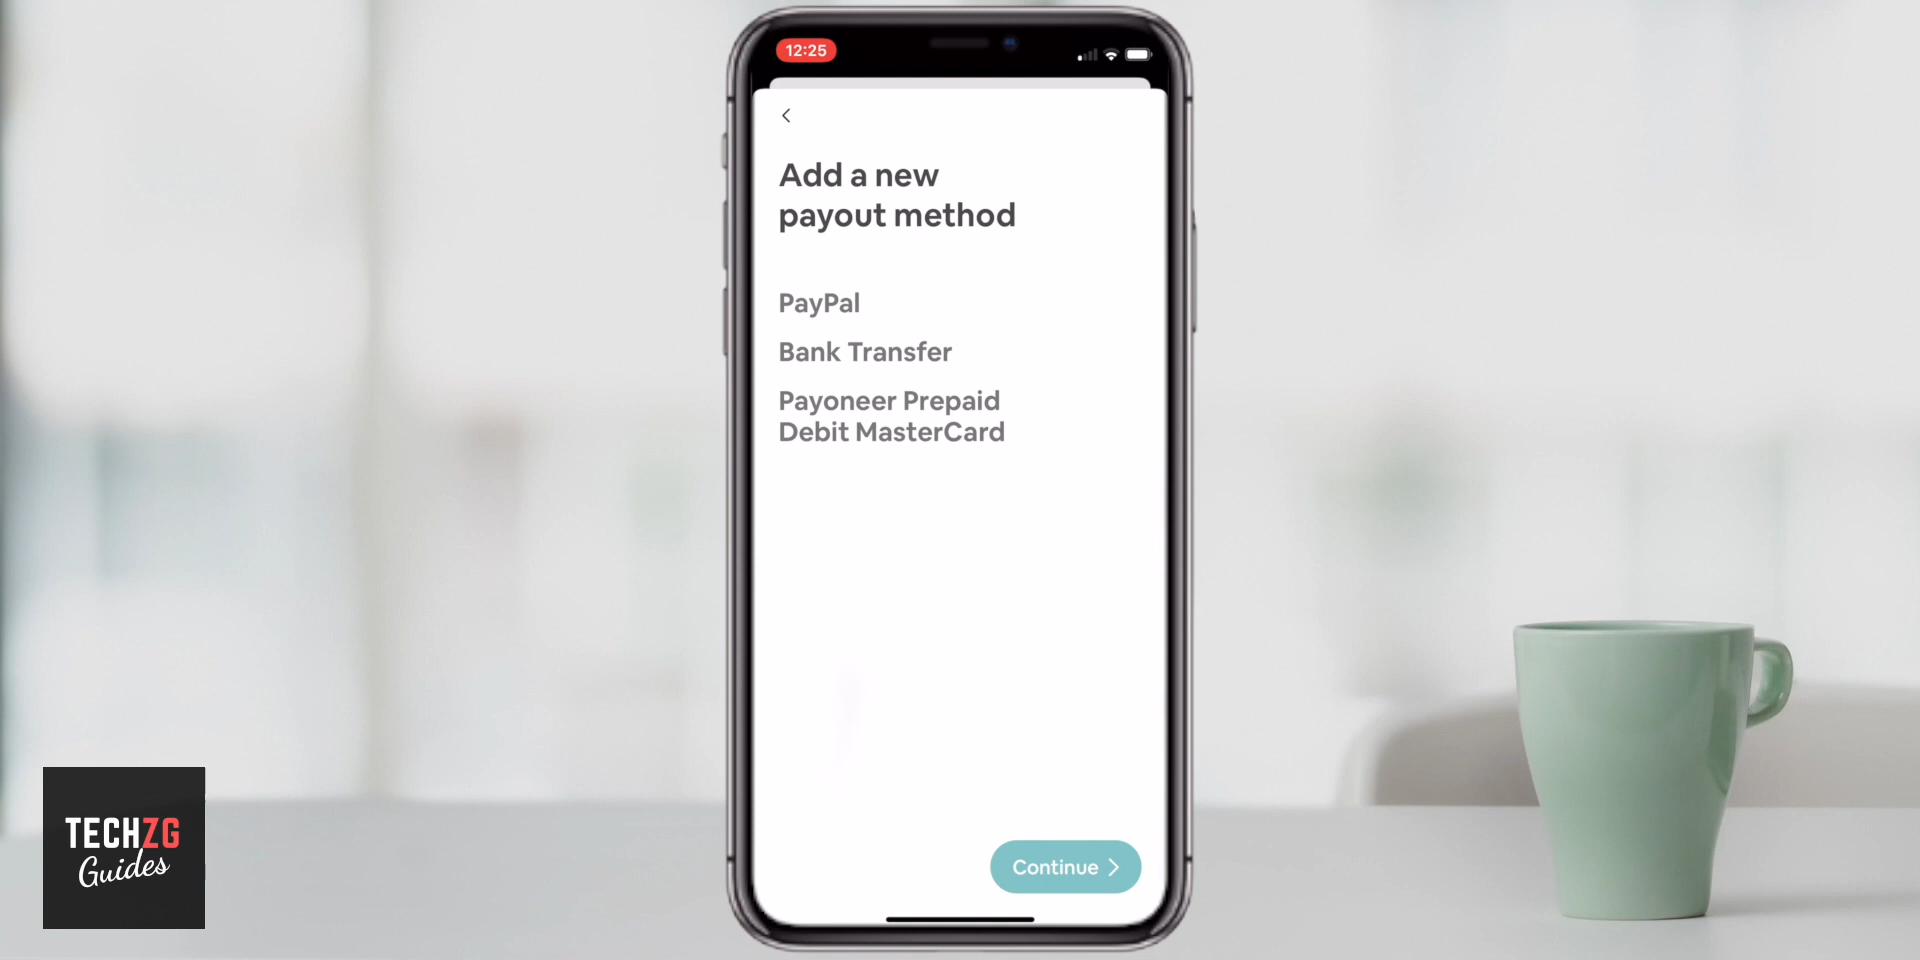 12:25
Add a new
payout method
PayPal
Bank Transfer
Payoneer Prepaid
Debit MasterCard
Continue
TECHZG
Guides